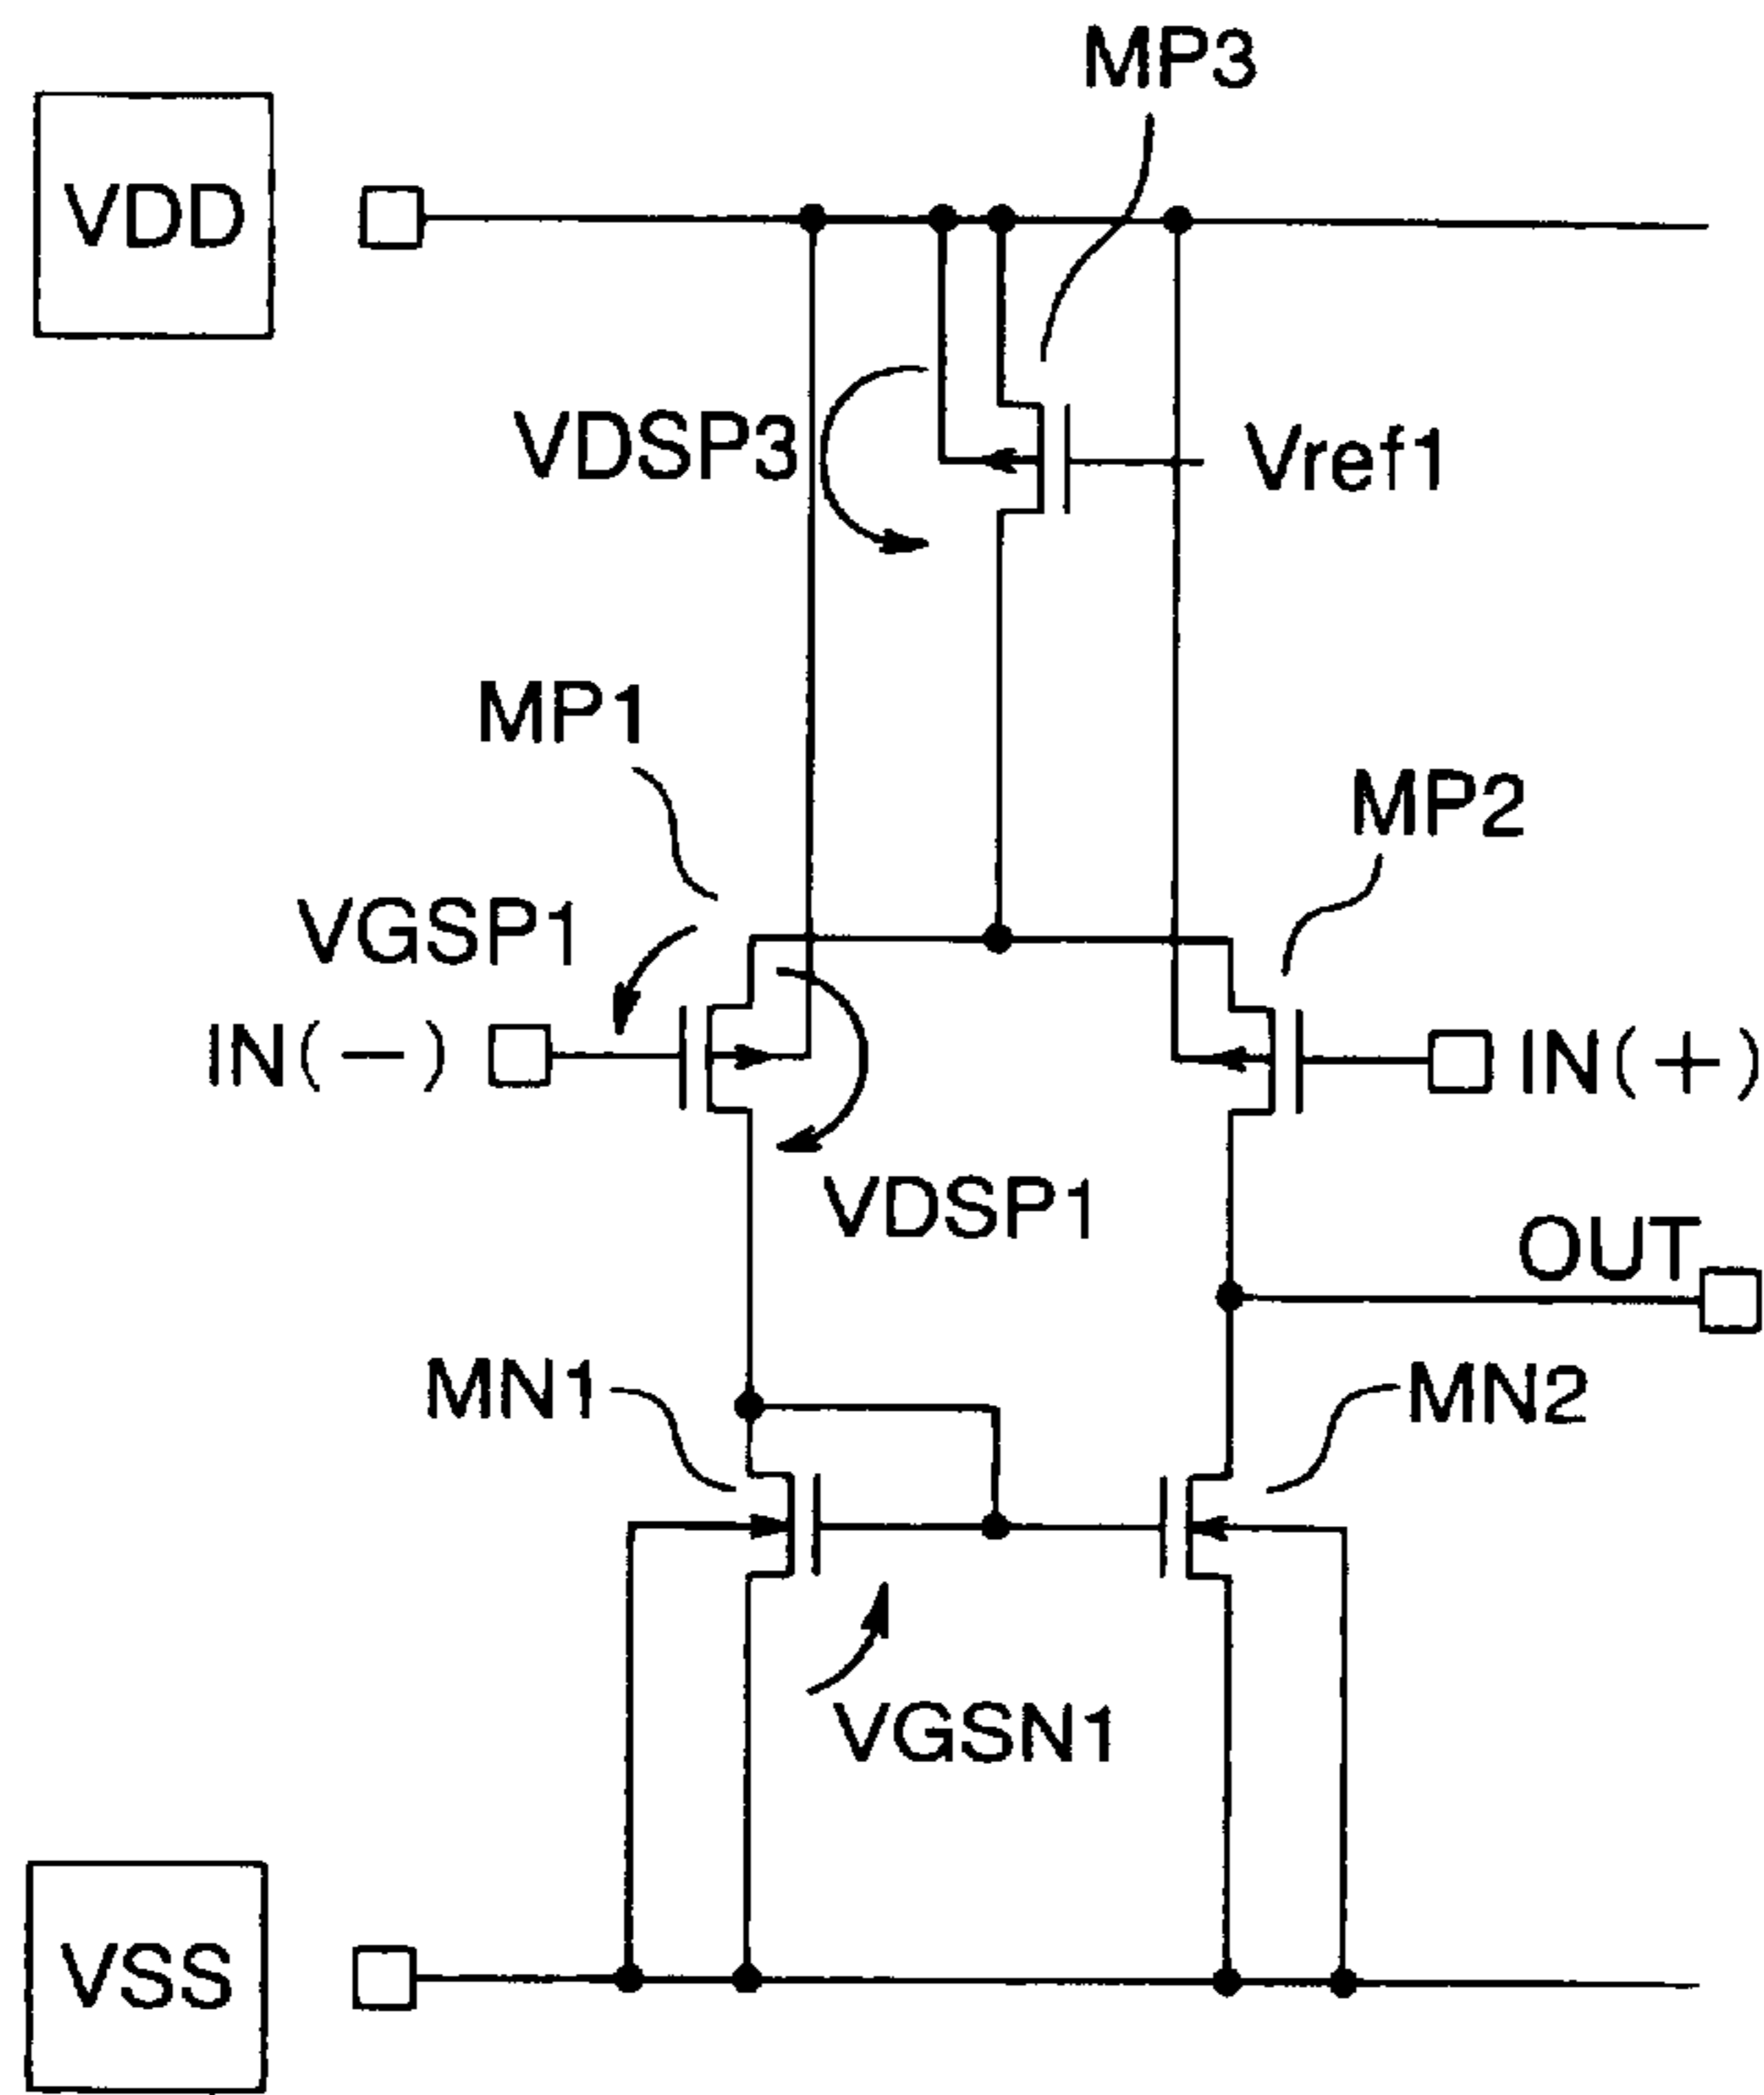 MP3
VDD
VDSP3
Vref1
MP1
MP2
VGSP1
IN(−)
IN(+)
VDSP1
OUT
MN1
MN2
VGSN1
VSS